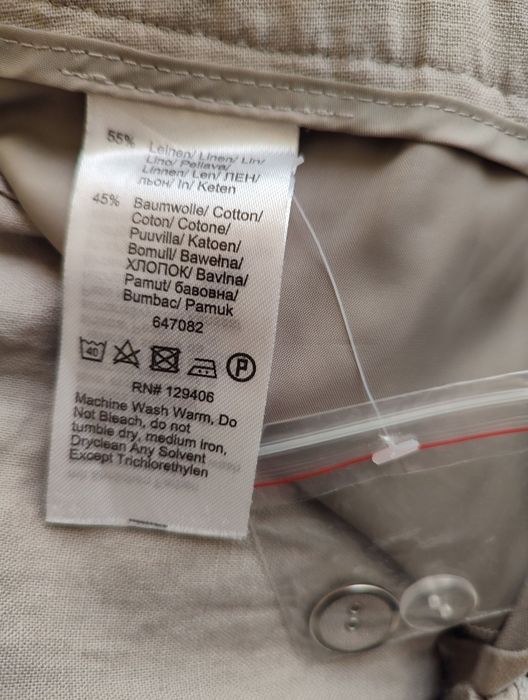 55% Leinen/ Linen/ Lin/
Lino/ Pellava/
Linnen/ Len/ ЛЕН/
льон/ In/ Keten
45% Baumwolle/ Cotton/
Coton/ Cotone/
Puuvilla/ Katoen/
Bomull/ Bawełna/
ХЛОПОК/ Bavlna/
Pamut/ бавовна/
Bumbac/ Pamuk
647082
40
P
RN# 129406
Machine Wash Warm, Do
Not Bleach, do not
tumble dry, medium iron,
Dryclean Any Solvent
Except Trichlorethylen